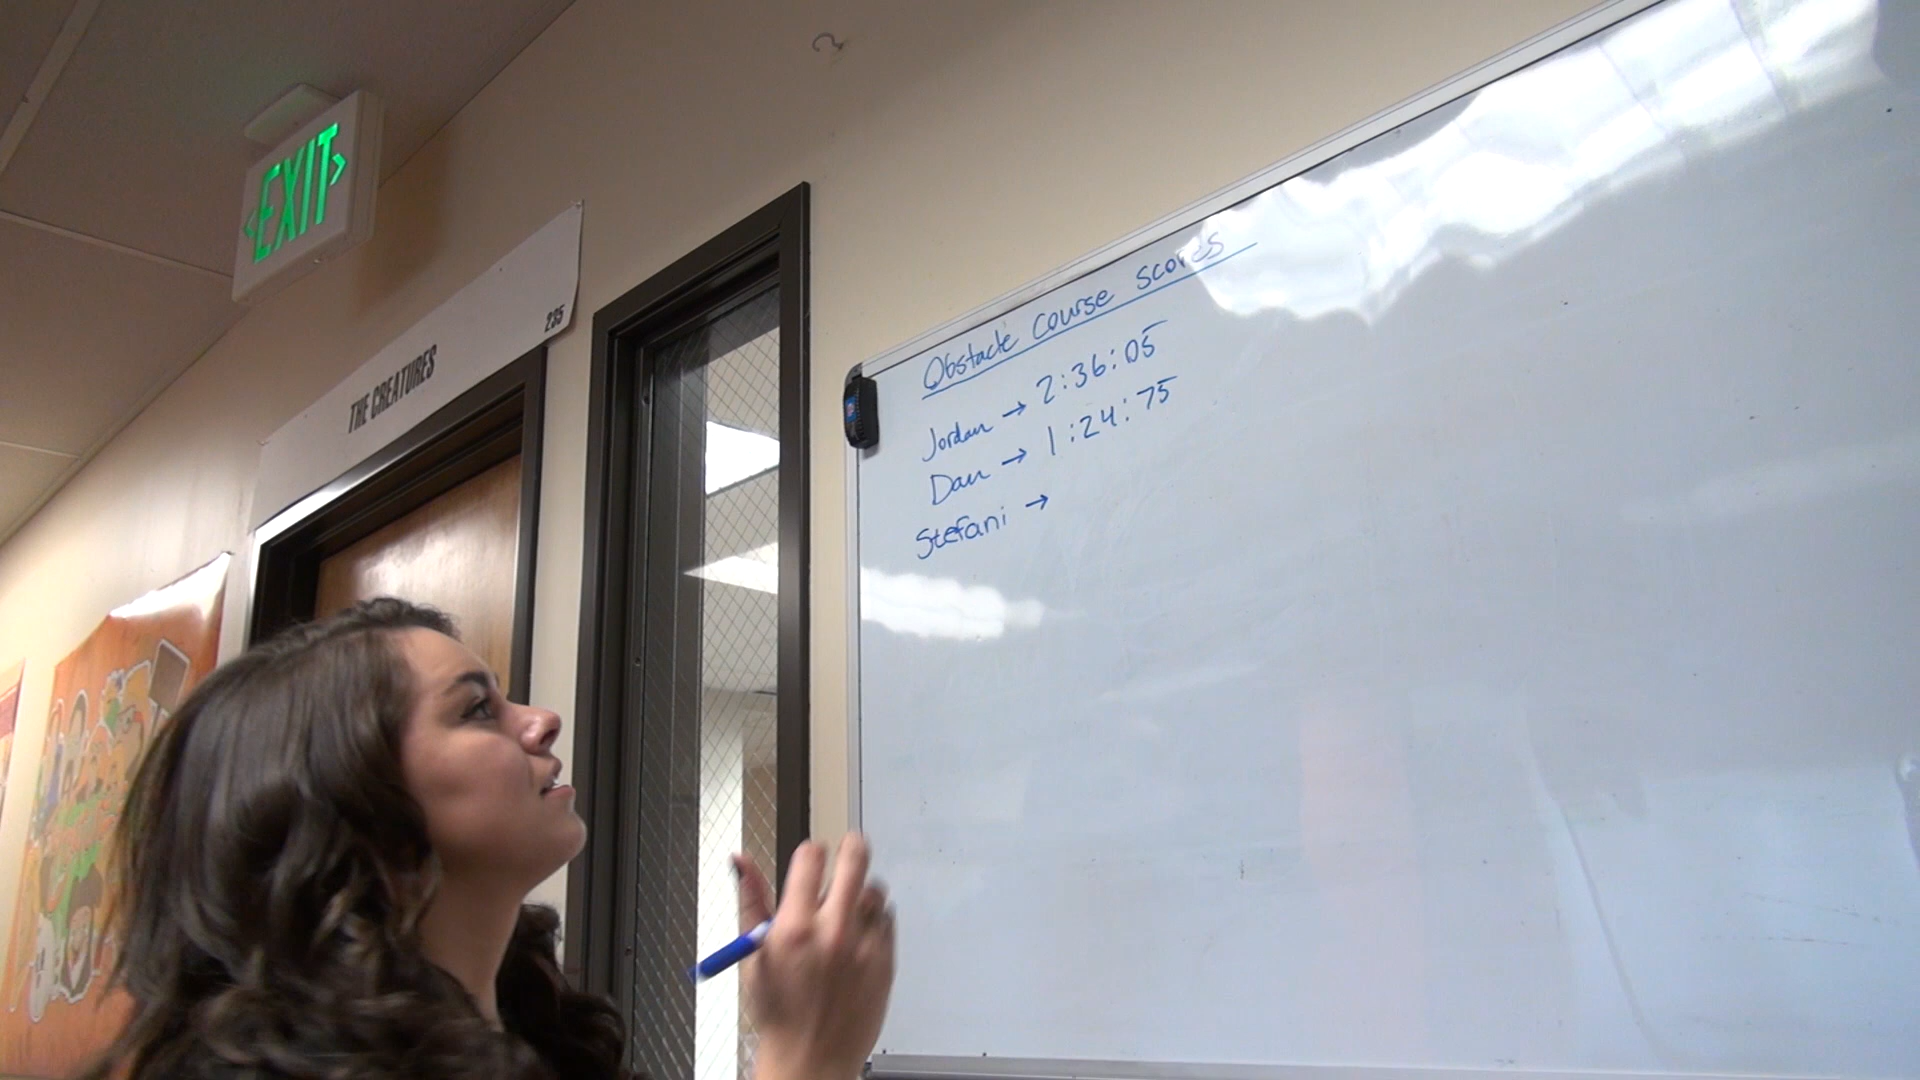 EXIT
THE CREATURES
235
Obstacle course scores
Jordan → 2:36:05
Dan → 1:24:75
Stefani →